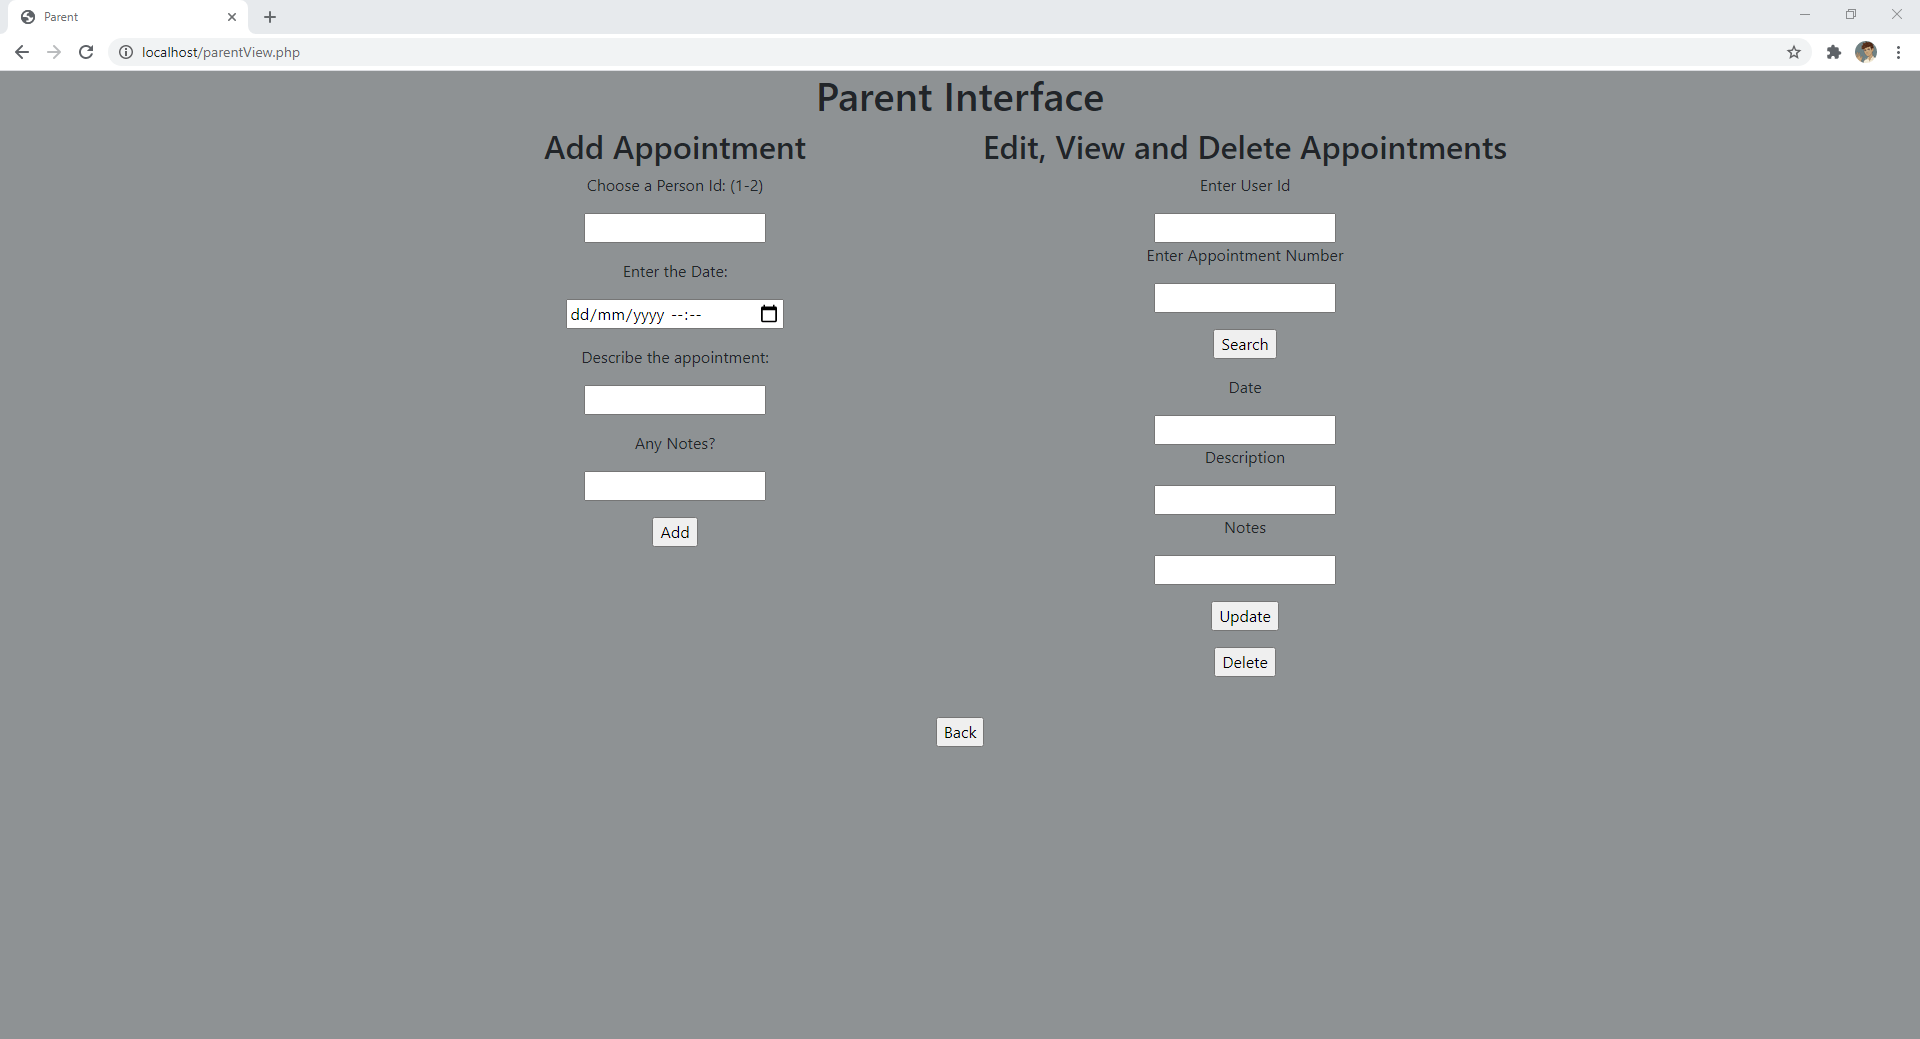 Parent
localhost/parentView.php
Parent Interface
Add Appointment
Choose a Person Id: (1-2)
Enter the Date:
dd/mm/yyyy --:--
Describe the appointment:
Any Notes?
Add
Edit, View and Delete Appointments
Enter User Id
Enter Appointment Number
Search
Date
Description
Notes
Update
Delete
Back